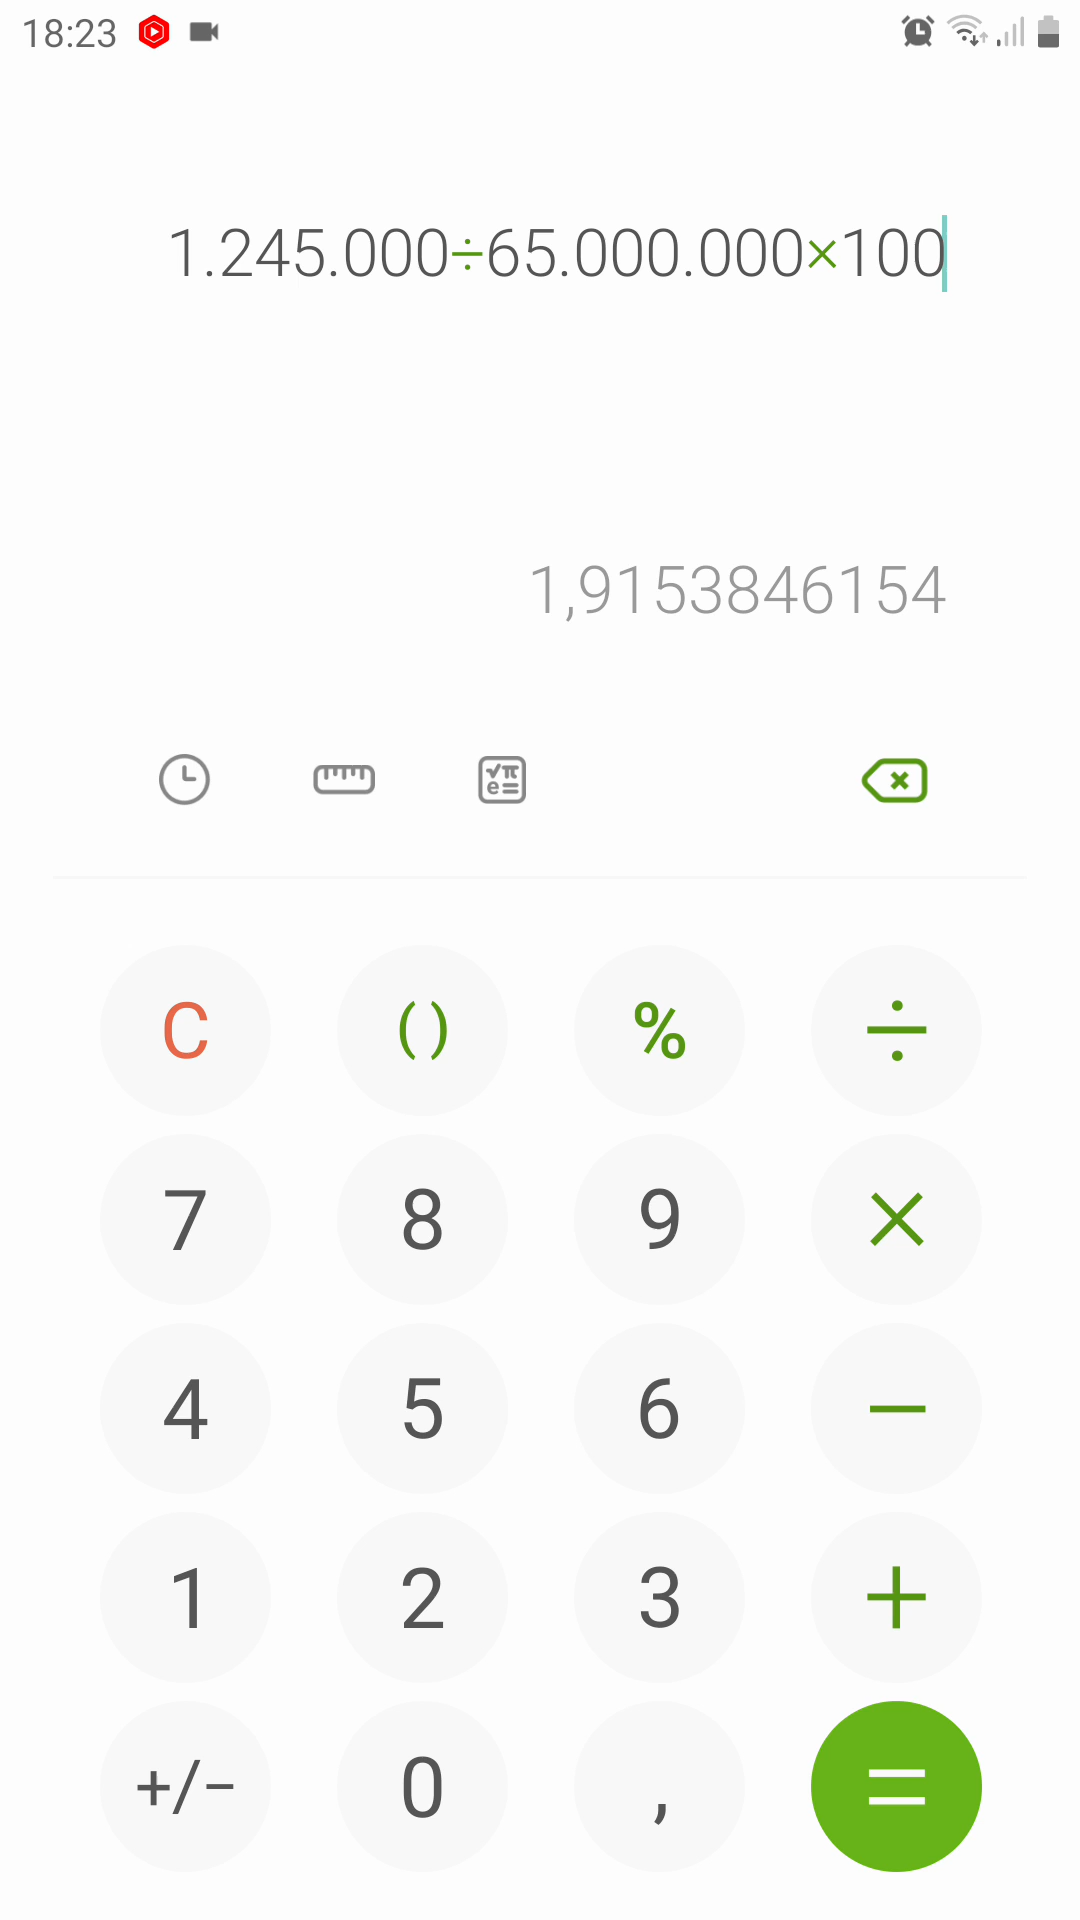 18:23
1.245.000÷65.000.000×100
1,9153846154
√π
e=
C ( ) % ÷
7 8 9 ×
4 5 6 −
1 2 3 +
+/− 0 , =